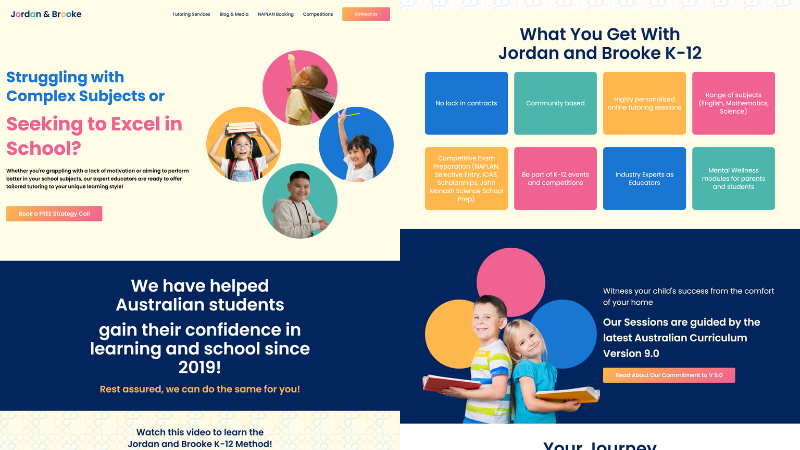 Jordan & Brooke
Tutoring Services
Blog & Media
NAPLAN Booking
Competitions
Contact us
Struggling with
Complex Subjects or
Seeking to Excel in
School?
Whether you're grappling with a lack of motivation or aiming to perform
better in your school subjects, our expert educators are ready to offer
tailored tutoring to your unique learning style!
Book a FREE Strategy Call
We have helped
Australian students
gain their confidence in
learning and school since
2019!
Rest assured, we can do the same for you!
Watch this video to learn the
Jordan and Brooke K-12 Method!
What You Get With
Jordan and Brooke K-12
No lock in contracts
Community based
Highly personalised
online tutoring sessions
Range of subjects
(English, Mathematics,
Science)
Competitive Exam
Preparation (NAPLAN,
Selective Entry, ICAS,
Scholarships, John
Monash Science School
Prep)
Be part of K-12 events
and competitions
Industry Experts as
Educators
Mental Wellness
modules for parents
and students
Witness your child's success from the comfort
of your home
Our Sessions are guided by the
latest Australian Curriculum
Version 9.0
Read About Our Commitment to V 9.0
Your Journey